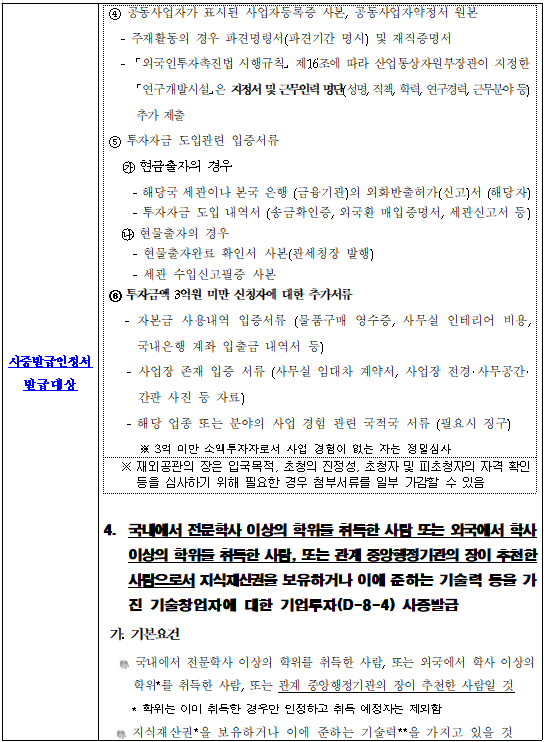 사증발급인정서
발급대상
④ 공동사업자가 표시된 사업자등록증 사본, 공동사업자약정서 원본
- 주재활동의 경우 파견명령서(파견기간 명시) 및 재직증명서
- 「외국인투자촉진법 시행규칙」 제16조에 따라 산업통상자원부장관이 지정한
「연구개발시설」은 지정서 및 근무인력 명단(성명, 직책, 학력, 연구경력, 근무분야 등)
추가 제출
⑤ 투자자금 도입관련 입증서류
㉮ 현금출자의 경우
- 해당국 세관이나 본국 은행 (금융기관)의 외화반출허가(신고)서 (해당자)
- 투자자금 도입 내역서 (송금확인증, 외국환 매입증명서, 세관신고서 등)
㉯ 현물출자의 경우
- 현물출자완료 확인서 사본(관세청장 발행)
- 세관 수입신고필증 사본
⑥ 투자금액 3억원 미만 신청자에 대한 추가서류
- 자본금 사용내역 입증서류 (물품구매 영수증, 사무실 인테리어 비용,
국내은행 계좌 입출금 내역서 등)
- 사업장 존재 입증 서류 (사무실 임대차 계약서, 사업장 전경·사무공간·
간판 사진 등 자료)
- 해당 업종 또는 분야의 사업 경험 관련 국적국 서류 (필요시 징구)
※ 3억 미만 소액투자자로서 사업 경험이 없는 자는 정밀심사
※ 재외공관의 장은 입국목적, 초청의 진정성, 초청자 및 피초청자의 자격 확인
등을 심사하기 위해 필요한 경우 첨부서류를 일부 가감할 수 있음
4. 국내에서 전문학사 이상의 학위를 취득한 사람 또는 외국에서 학사
이상의 학위를 취득한 사람, 또는 관계 중앙행정기관의 장이 추천한
사람으로서 지식재산권을 보유하거나 이에 준하는 기술력 등을 가
진 기술창업자에 대한 기업투자(D-8-4) 사증발급
가. 기본요건
국내에서 전문학사 이상의 학위를 취득한 사람, 또는 외국에서 학사 이상의
학위*를 취득한 사람, 또는 관계 중앙행정기관의 장이 추천한 사람일 것
* 학위는 이미 취득한 경우만 인정하고 취득 예정자는 제외함
지식재산권*을 보유하거나 이에 준하는 기술력**을 가지고 있을 것